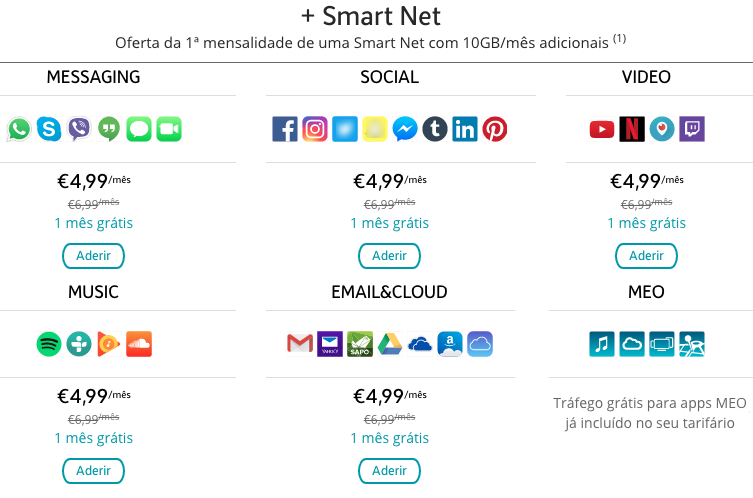 + Smart Net
Oferta da 1ª mensalidade de uma Smart Net com 10GB/mês adicionais (1)
MESSAGING
SOCIAL
VIDEO
€4,99/mês
€6,99/mês
1 mês grátis
Aderir
€4,99/mês
€6,99/mês
1 mês grátis
Aderir
€4,99/mês
€6,99/mês
1 mês grátis
Aderir
MUSIC
EMAIL&CLOUD
MEO
YAHOO!
SAPO
€4,99/mês
€6,99/mês
1 mês grátis
Aderir
€4,99/mês
€6,99/mês
1 mês grátis
Aderir
Tráfego grátis para apps MEO
já incluído no seu tarifário